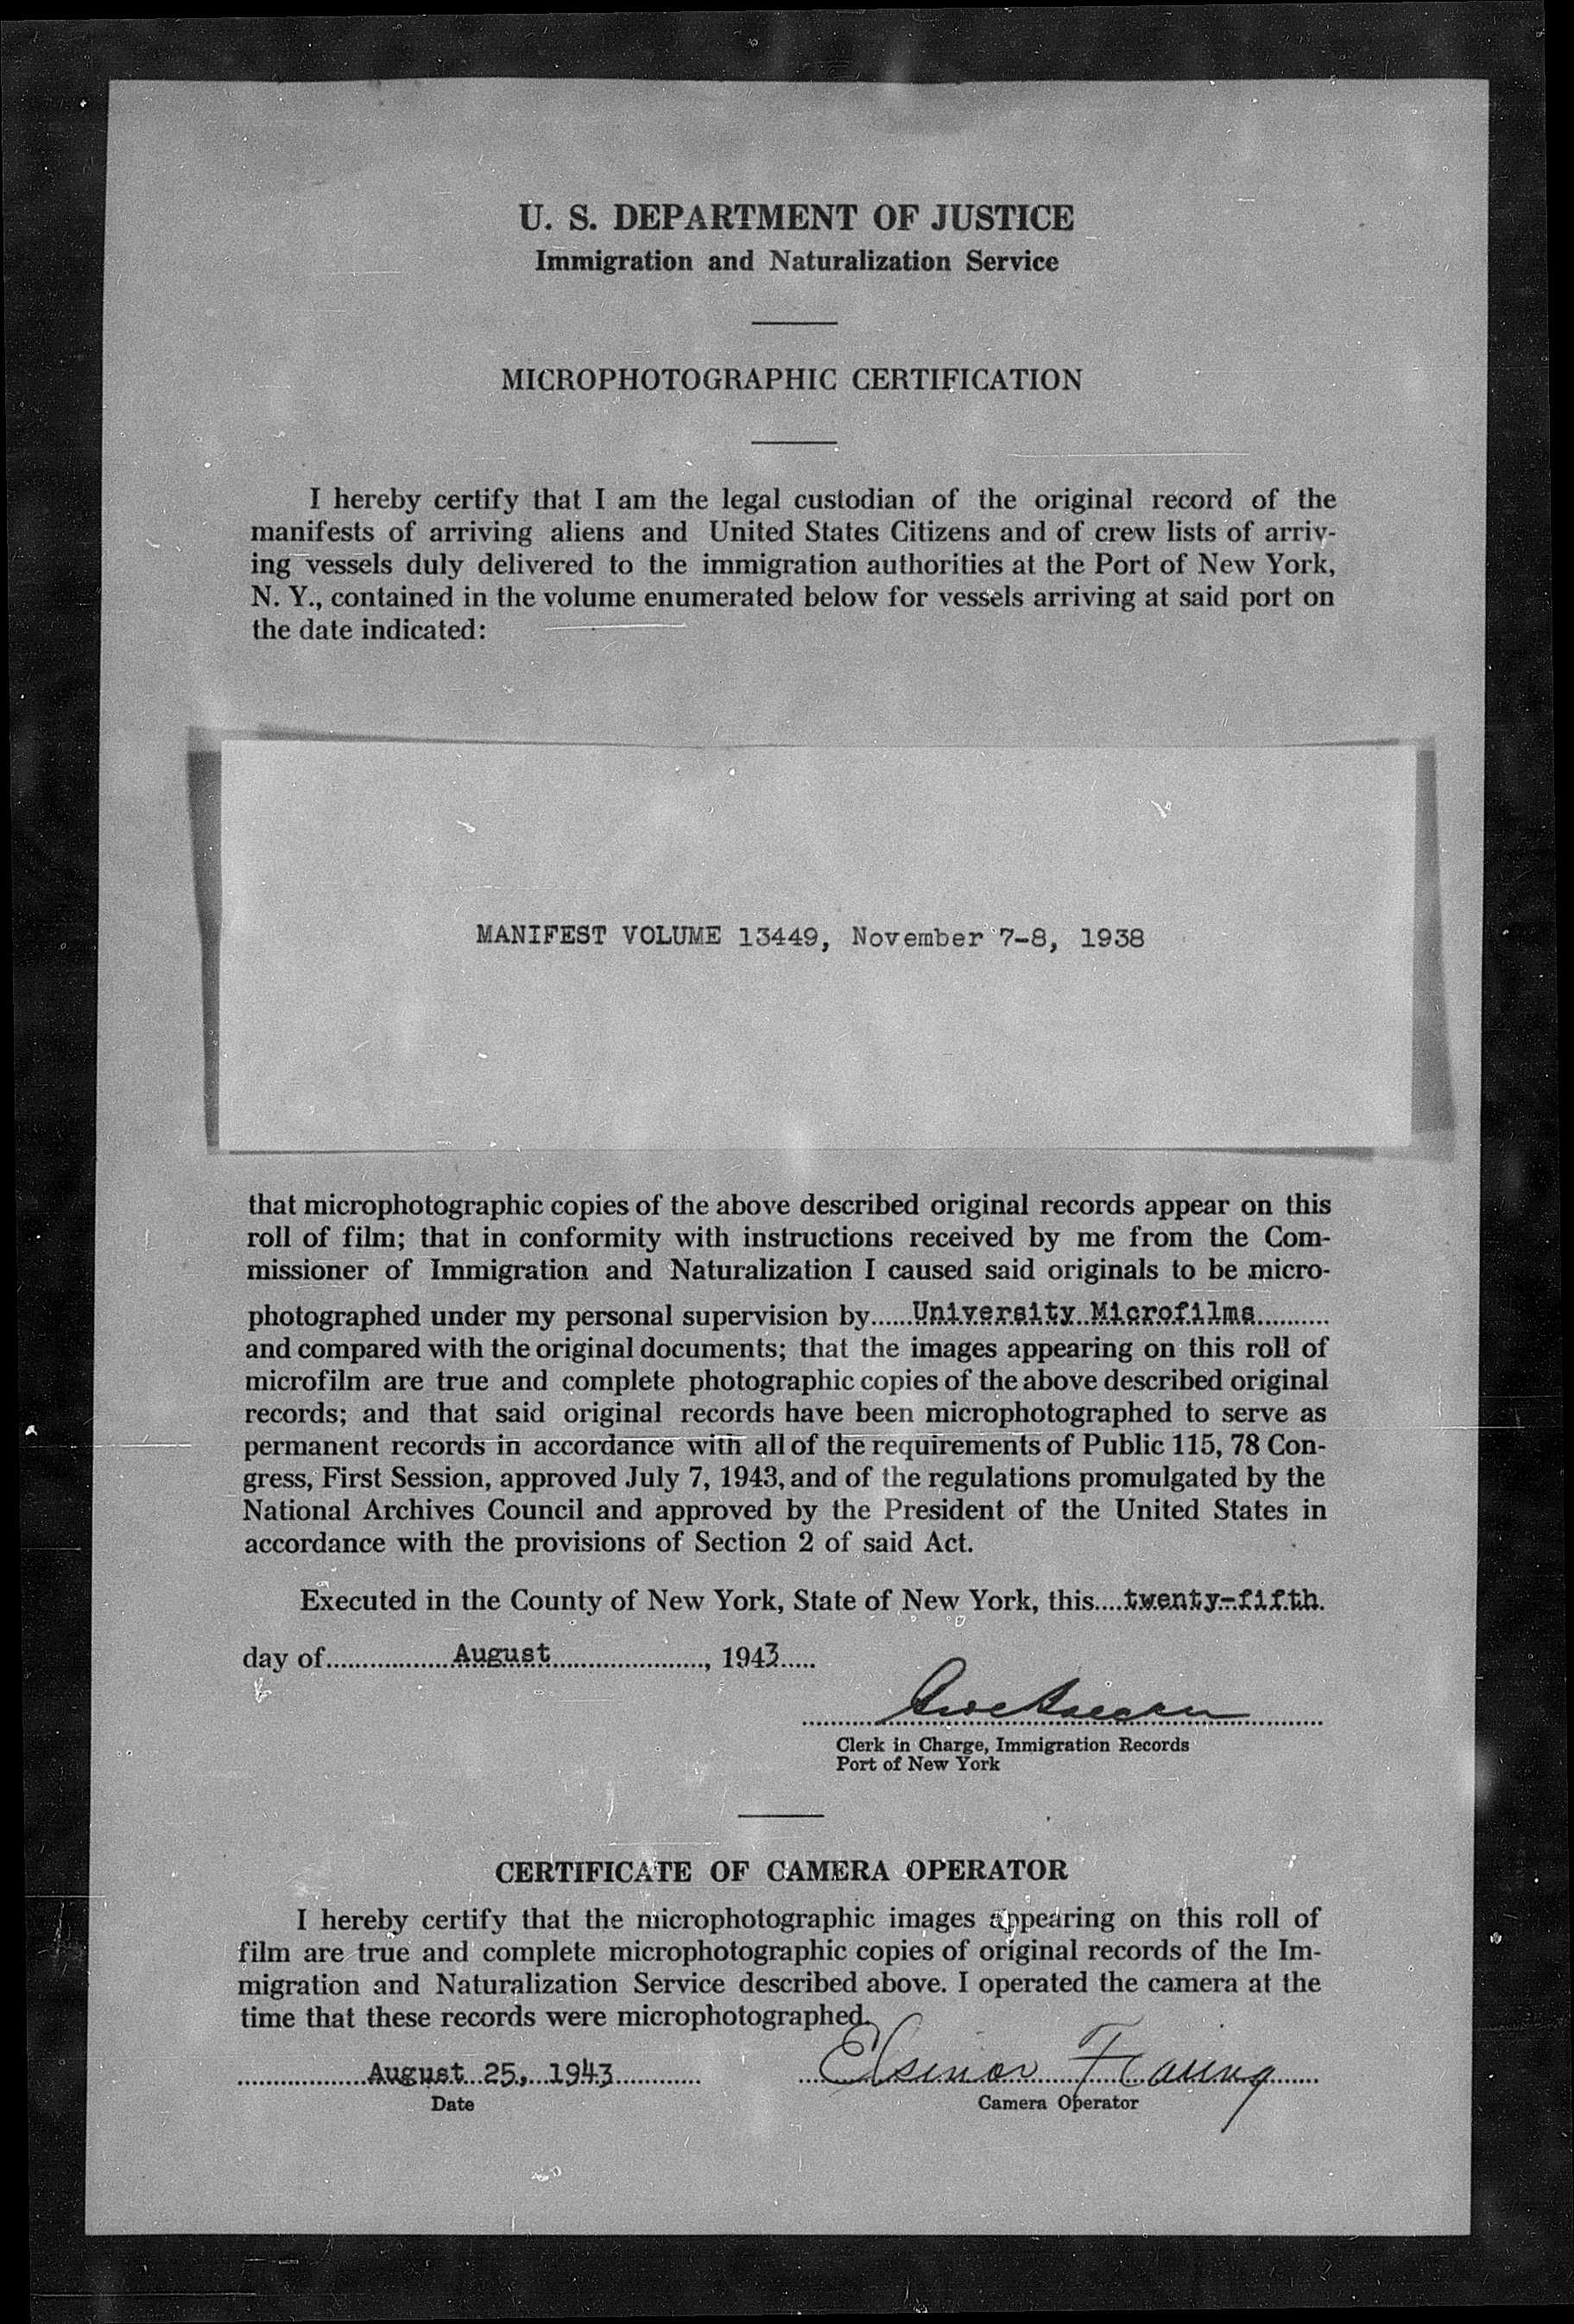 U. S. DEPARTMENT OF JUSTICE
Immigration and Naturalization Service
MICROPHOTOGRAPHIC CERTIFICATION
I hereby certify that I am the legal custodian of the original record of the
manifests of arriving aliens and United States Citizens and of crew lists of arriv-
ing vessels duly delivered to the immigration authorities at the Port of New York,
N. Y., contained in the volume enumerated below for vessels arriving at said port on
the date indicated:
MANIFEST VOLUME 13449, November 7-8, 1938
that microphotographic copies of the above described original records appear on this
roll of film; that in conformity with instructions received by me from the Com-
missioner of Immigration and Naturalization I caused said originals to be micro-
photographed under my personal supervision by......University Microfilms..........
and compared with the original documents; that the images appearing on this roll of
microfilm are true and complete photographic copies of the above described original
records; and that said original records have been microphotographed to serve as
permanent records in accordance with all of the requirements of Public 115, 78 Con-
gress, First Session, approved July 7, 1943, and of the regulations promulgated by the
National Archives Council and approved by the President of the United States in
accordance with the provisions of Section 2 of said Act.
Executed in the County of New York, State of New York, this....twenty-fifth.
day of..................August......................, 1943.....
Clerk in Charge, Immigration Records
Port of New York
CERTIFICATE OF CAMERA OPERATOR
I hereby certify that the microphotographic images appearing on this roll of
film are true and complete microphotographic copies of original records of the Im-
migration and Naturalization Service described above. I operated the camera at the
time that these records were microphotographed.
August 25, 1943
Date
Camera Operator